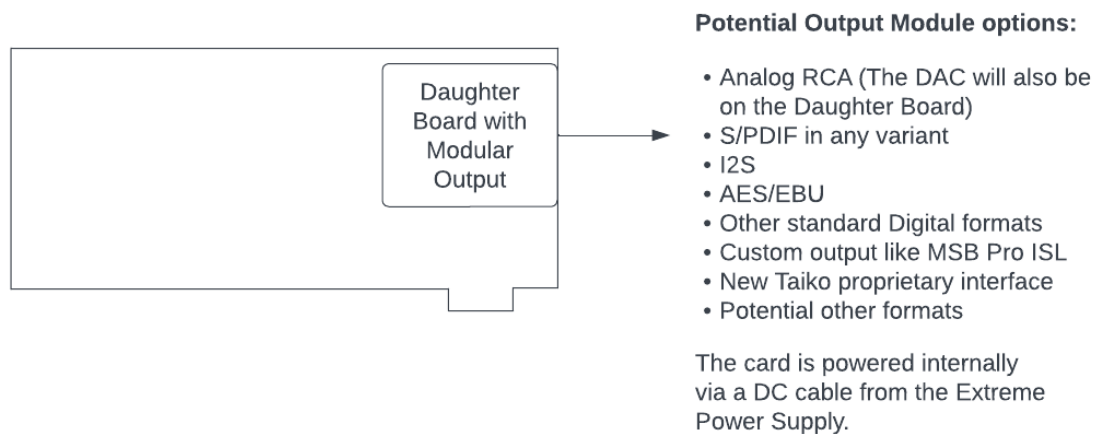 Potential Output Module options:
Daughter
Board with
Modular
Output
• Analog RCA (The DAC will also be
on the Daughter Board)
• S/PDIF in any variant
• I2S
• AES/EBU
• Other standard Digital formats
• Custom output like MSB Pro ISL
• New Taiko proprietary interface
• Potential other formats
The card is powered internally
via a DC cable from the Extreme
Power Supply.